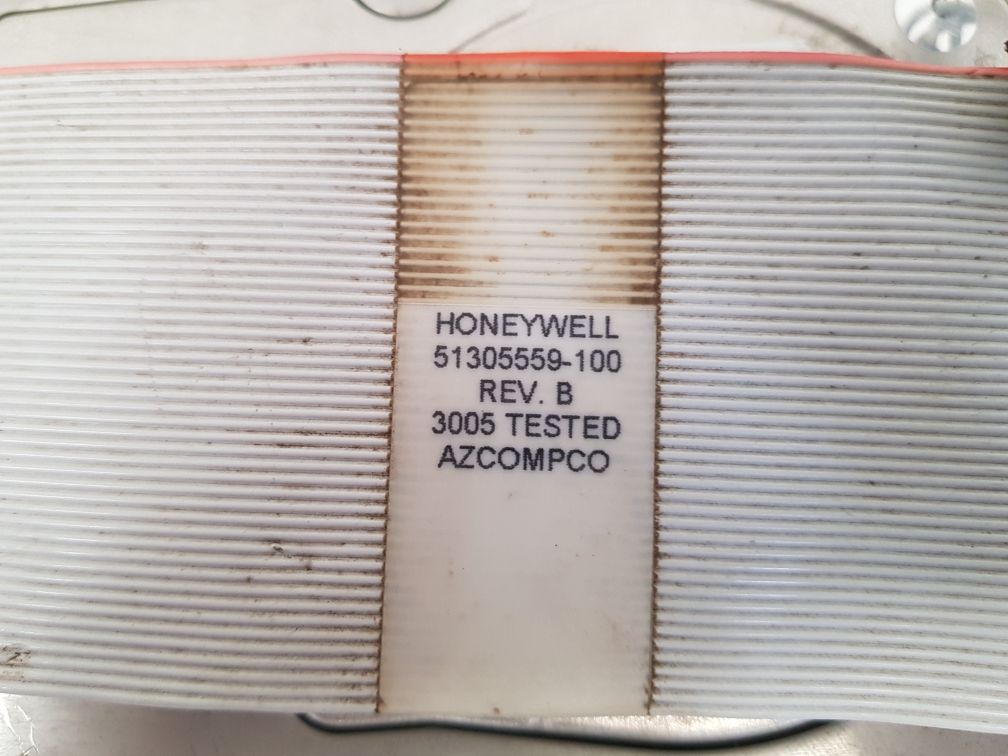 HONEYWELL
51305559-100
REV. B
3005 TESTED
AZCOMPCO